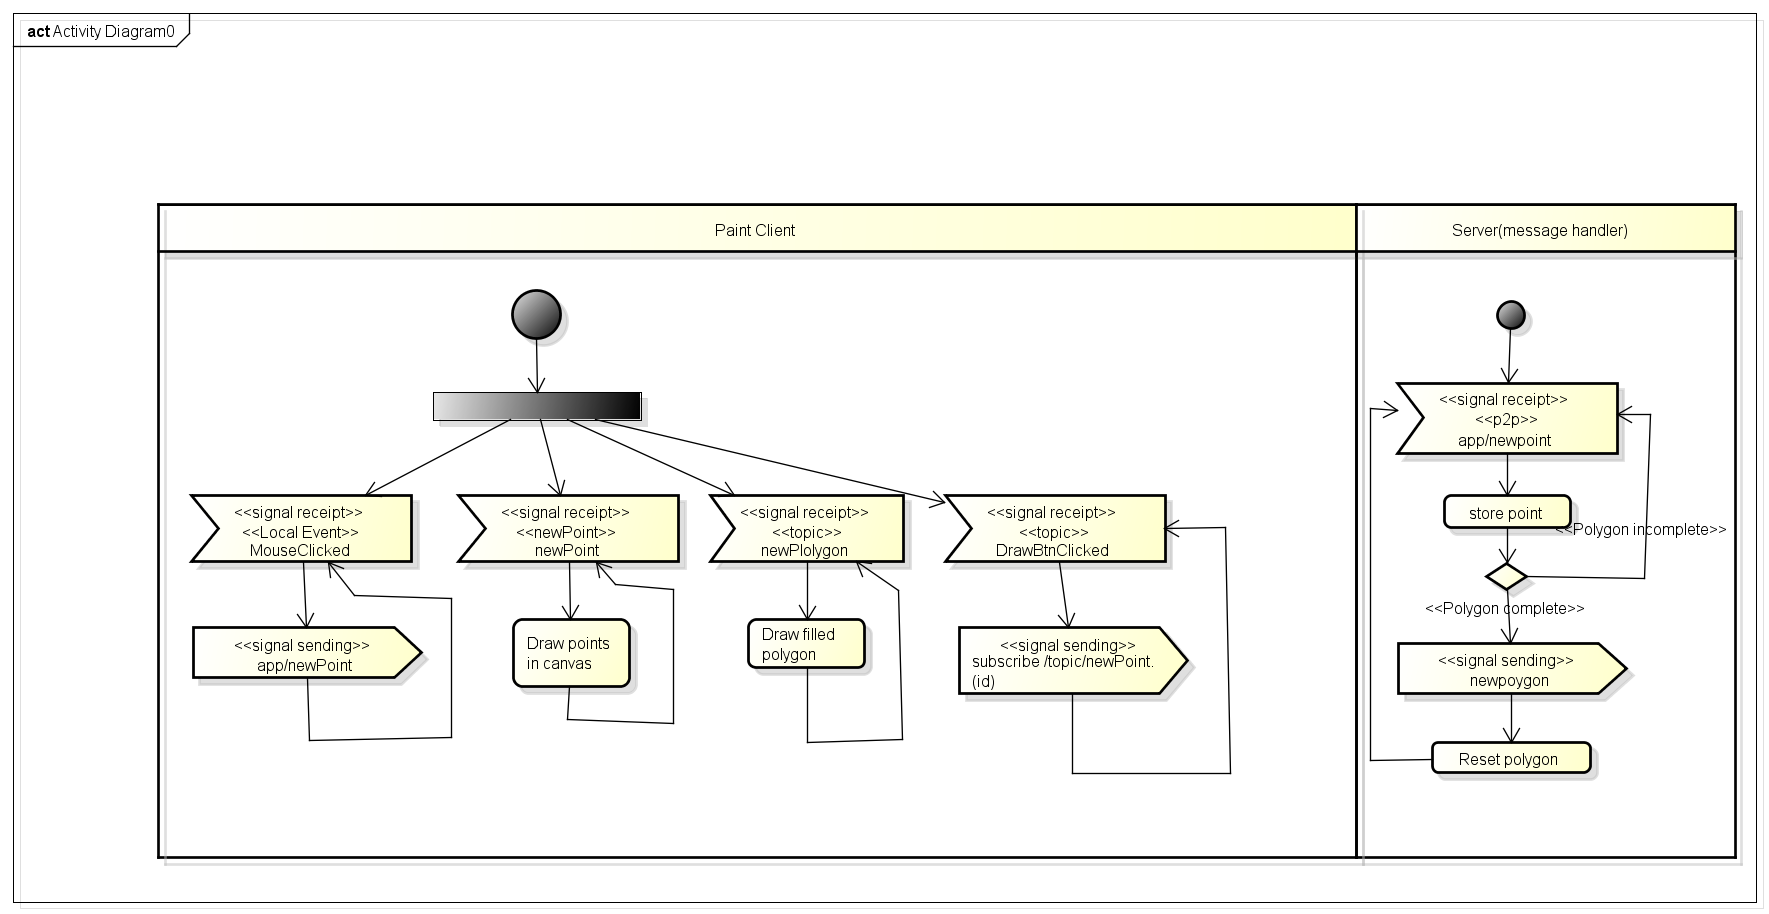 act Activity Diagram0
Paint Client
Server(message handler)
<<signal receipt>>
<<Local Event>>
MouseClicked
<<signal sending>>
app/newPoint
<<signal receipt>>
<<newPoint>>
newPoint
Draw points
in canvas
<<signal receipt>>
<<topic>>
newPlolygon
Draw filled
polygon
<<signal receipt>>
<<topic>>
DrawBtnClicked
<<signal sending>>
subscribe /topic/newPoint.
(id)
<<signal receipt>>
<<p2p>>
app/newpoint
store point
<<Polygon incomplete>>
<<Polygon complete>>
<<signal sending>>
newpoygon
Reset polygon